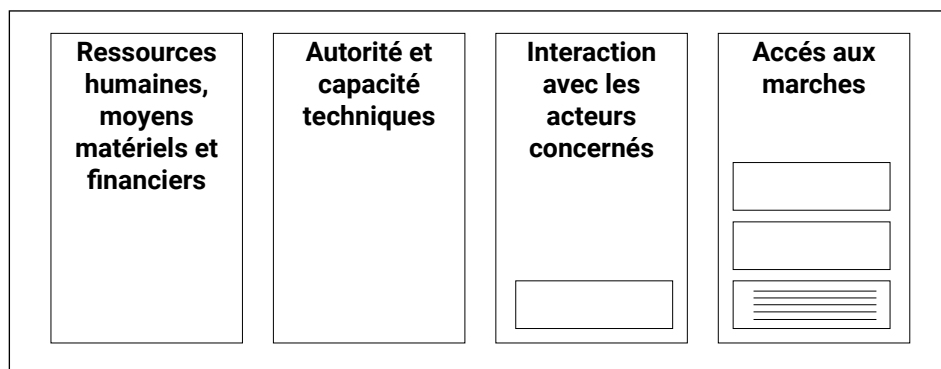 Ressources
humaines,
moyens
matériels et
financiers
Autorité et
capacité
techniques
Interaction
avec les
acteurs
concernés
Accés aux
marches